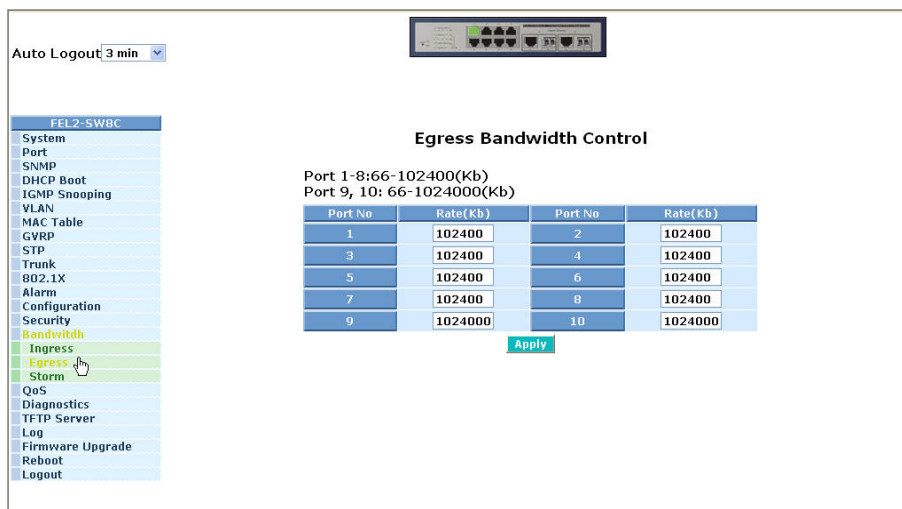 Auto Logout 3 min
FEL2-SW8C
System
Port
SNMP
DHCP Boot
IGMP Snooping
VLAN
MAC Table
GVRP
STP
Trunk
802.1X
Alarm
Configuration
Security
Bandwitdh
Ingress
Egress
Storm
QoS
Diagnostics
TFTP Server
Log
Firmware Upgrade
Reboot
Logout
Egress Bandwidth Control
Port 1-8:66-102400(Kb)
Port 9, 10: 66-1024000(Kb)
Port No Rate(Kb) Port No Rate(Kb)
1 102400 2 102400
3 102400 4 102400
5 102400 6 102400
7 102400 8 102400
9 1024000 10 1024000
Apply